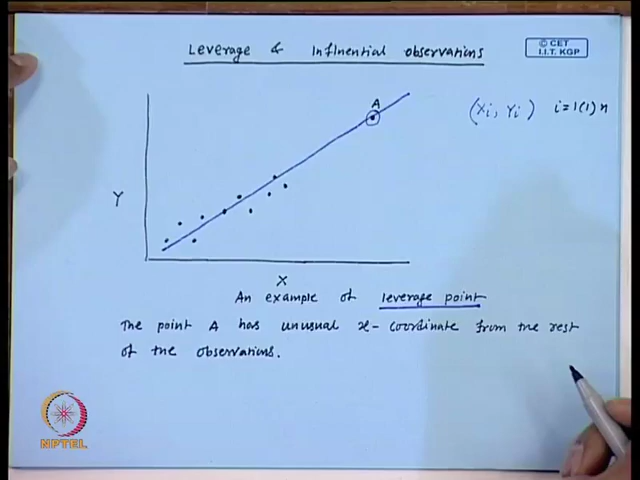 Leverage & Influential observations
© CET
I.I.T. KGP
A
(Xi, Yi) i = 1(1) n
Y
X
An example of leverage point
The point A has unusual x- coordinate from the rest
of the observations.
NPTEL